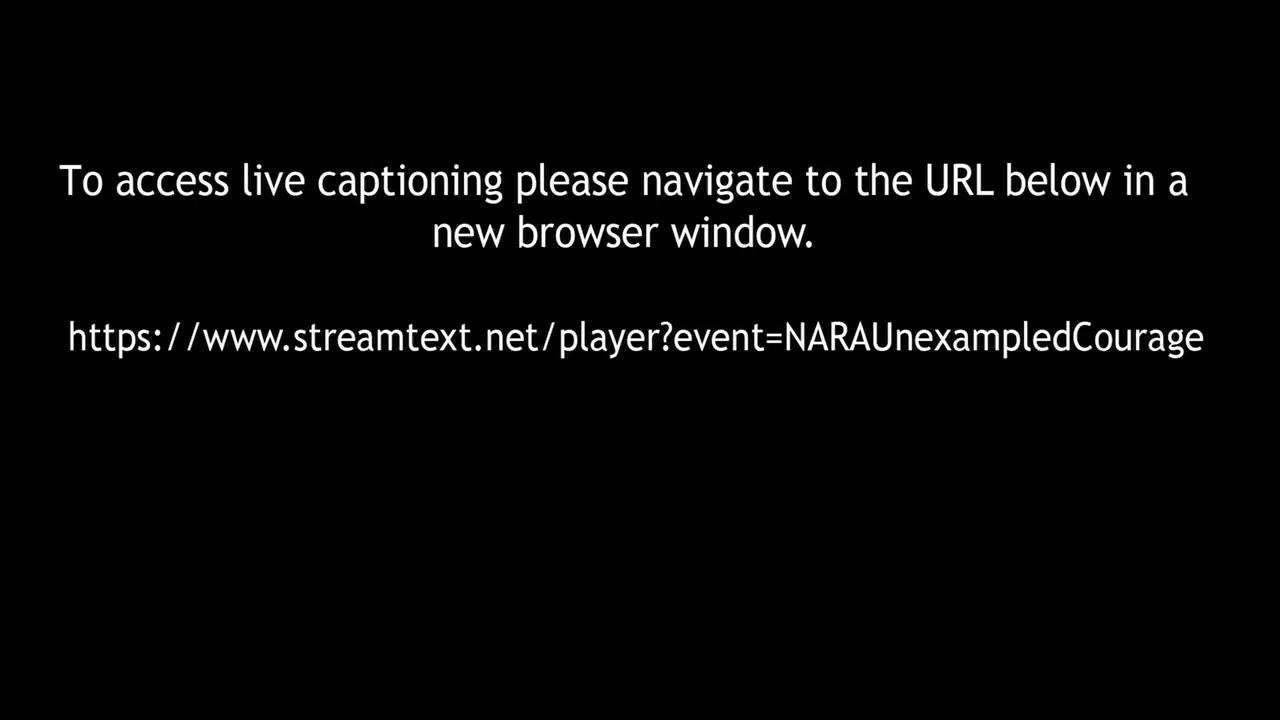 To access live captioning please navigate to the URL below in a
new browser window.
https://www.streamtext.net/player?event=NARAUnexampledCourage